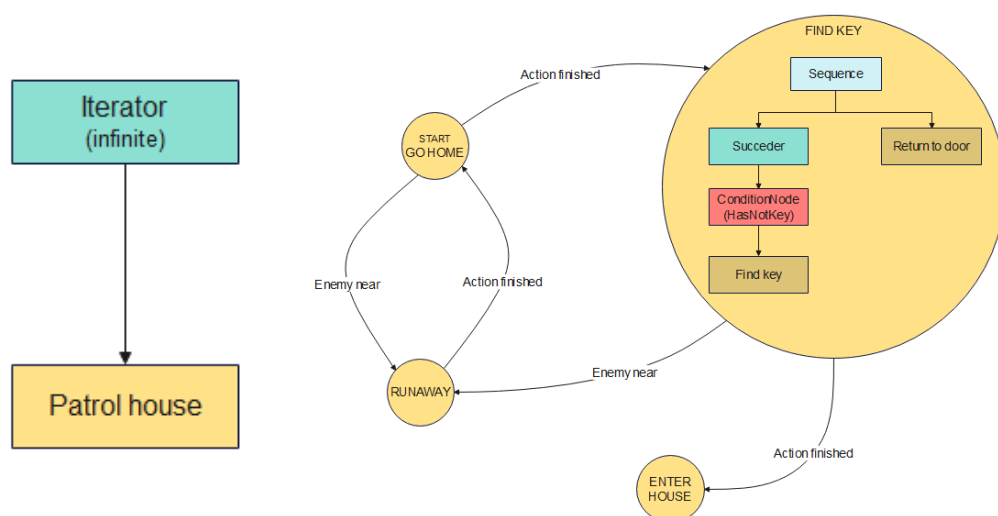 Iterator
(infinite)
Patrol house
START
GO HOME
Action finished
Enemy near
Action finished
RUNAWAY
FIND KEY
Sequence
Succeder
Return to door
ConditionNode
(HasNotKey)
Find key
Enemy near
Action finished
ENTER
HOUSE